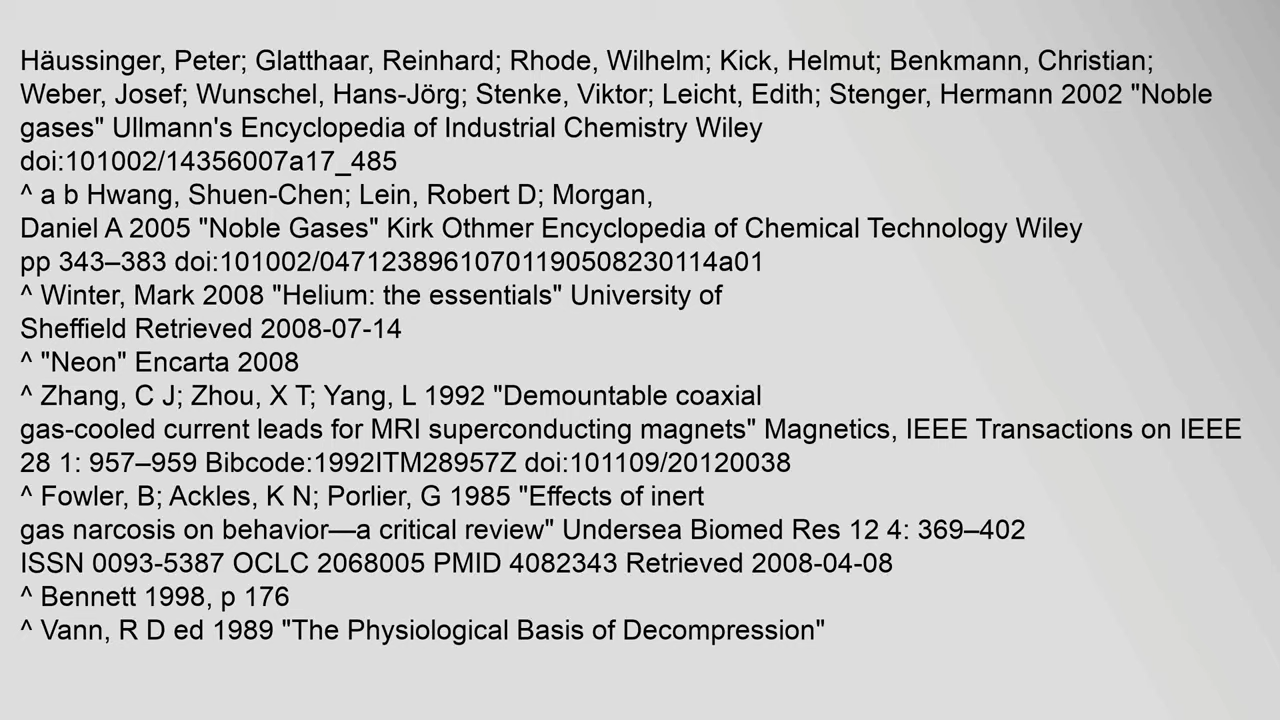 Häussinger, Peter; Glatthaar, Reinhard; Rhode, Wilhelm; Kick, Helmut; Benkmann, Christian;
Weber, Josef; Wunschel, Hans-Jörg; Stenke, Viktor; Leicht, Edith; Stenger, Hermann 2002 "Noble
gases" Ullmann's Encyclopedia of Industrial Chemistry Wiley
doi:101002/14356007a17_485
^ a b Hwang, Shuen-Chen; Lein, Robert D; Morgan,
Daniel A 2005 "Noble Gases" Kirk Othmer Encyclopedia of Chemical Technology Wiley
pp 343–383 doi:101002/0471238961070119050823​0114a01
^ Winter, Mark 2008 "Helium: the essentials" University of
Sheffield Retrieved 2008-07-14
^ "Neon" Encarta 2008
^ Zhang, C J; Zhou, X T; Yang, L 1992 "Demountable coaxial
gas-cooled current leads for MRI superconducting magnets" Magnetics, IEEE Transactions on IEEE
28 1: 957–959 Bibcode:1992ITM28957Z doi:101109/20120038
^ Fowler, B; Ackles, K N; Porlier, G 1985 "Effects of inert
gas narcosis on behavior—a critical review" Undersea Biomed Res 12 4: 369–402
ISSN 0093-5387 OCLC 2068005 PMID 4082343 Retrieved 2008-04-08
^ Bennett 1998, p 176
^ Vann, R D ed 1989 "The Physiological Basis of Decompression"